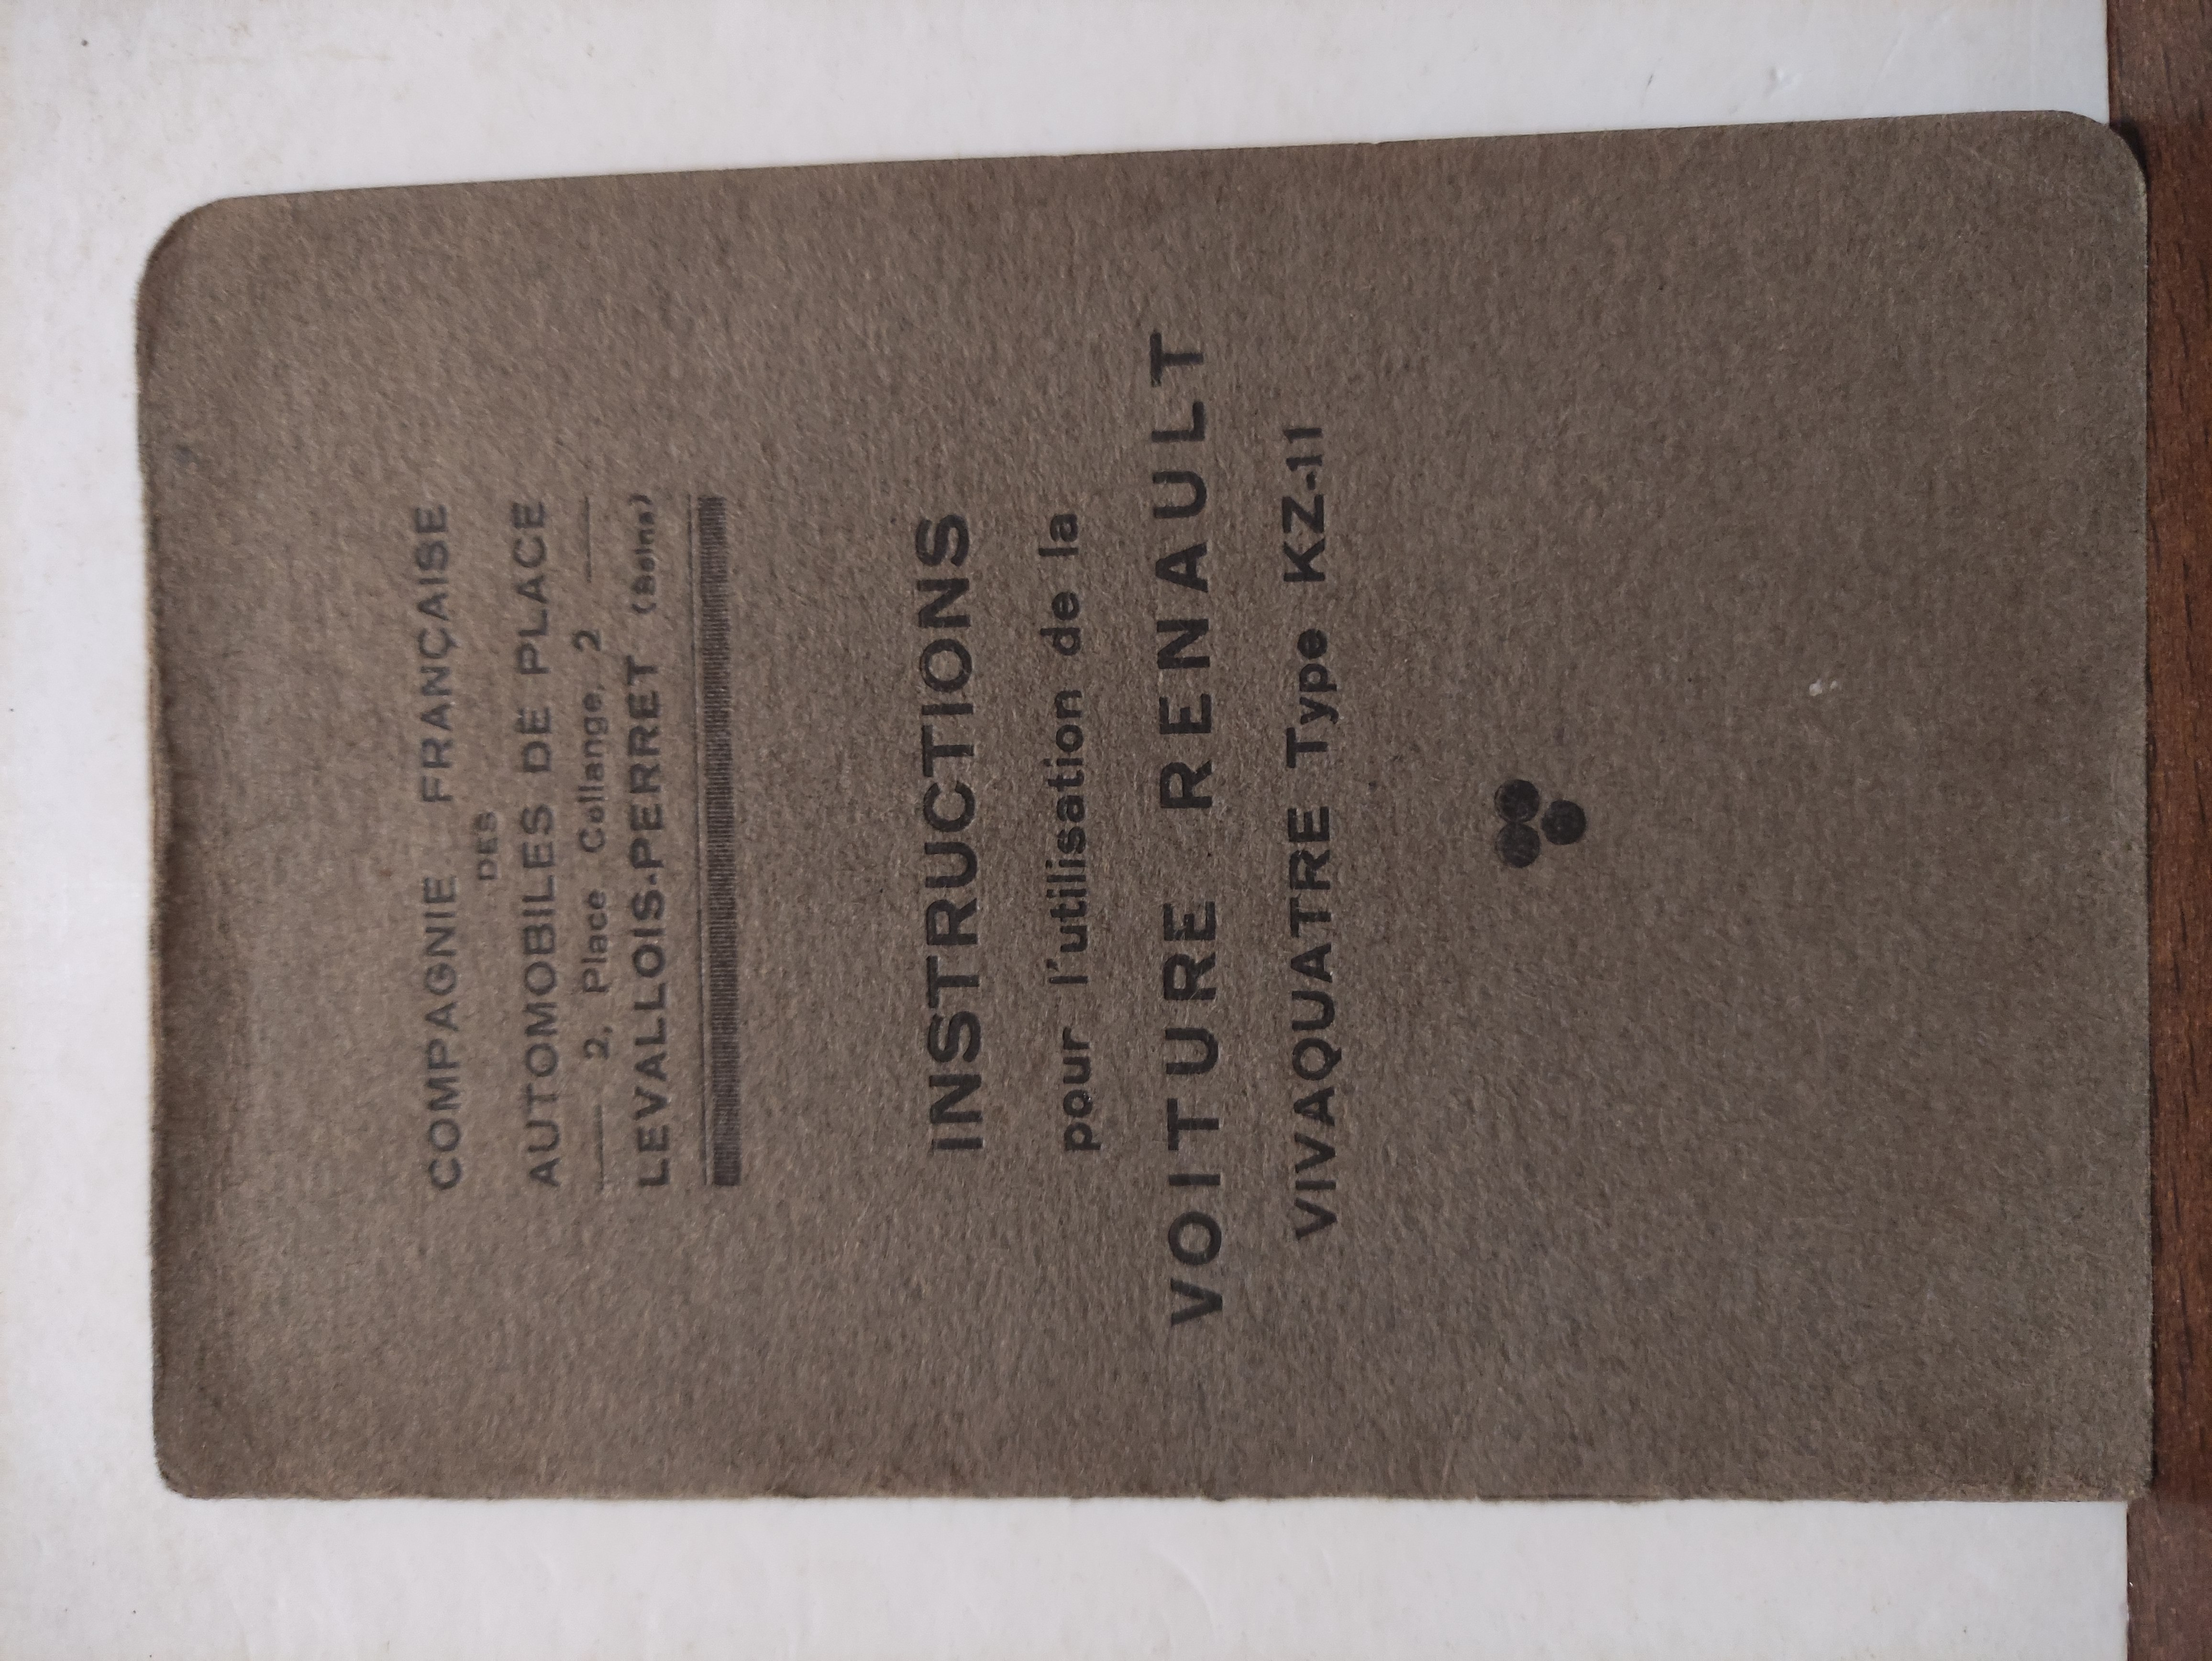 COMPAGNIE FRANÇAISE
DES
AUTOMOBILES DE PLACE
2, Place Collange, 2
LEVALLOIS-PERRET (Seine)
INSTRUCTIONS
pour l'utilisation de la
VOITURE RENAULT
VIVAQUATRE Type KZ-11